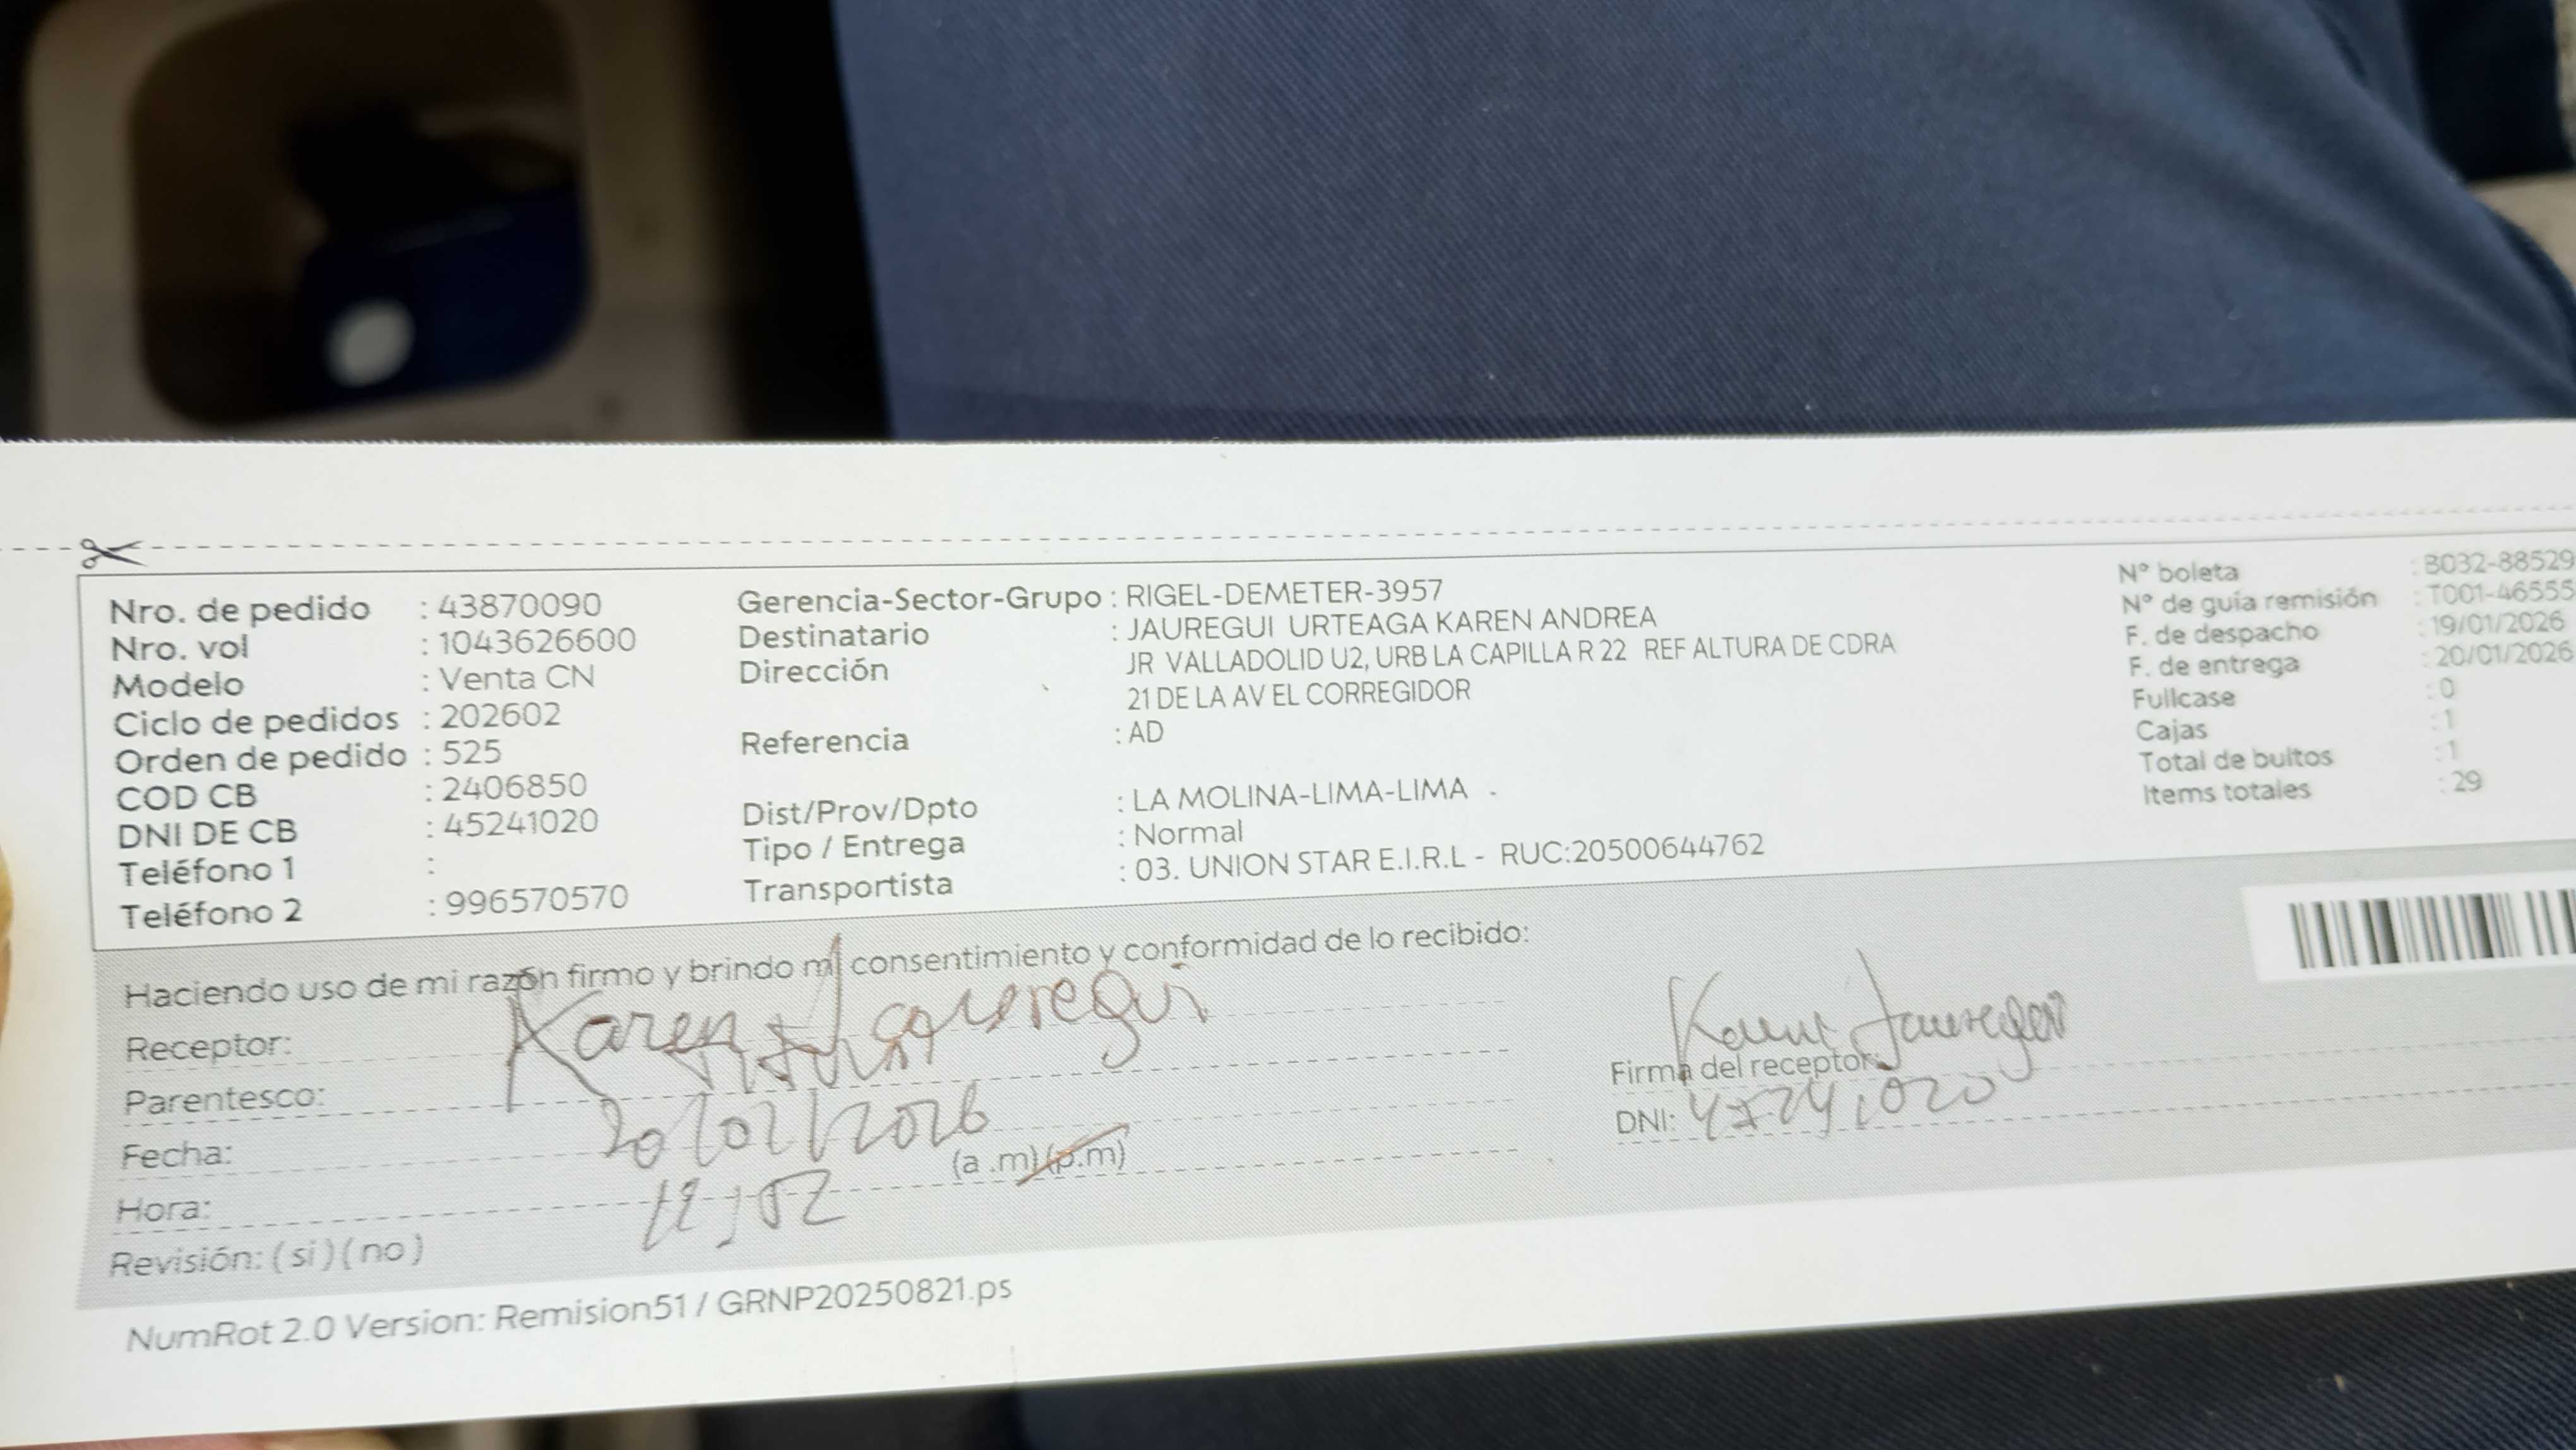 Nro. de pedido : 43870090
Nro. vol : 1043626600
Modelo : Venta CN
Ciclo de pedidos : 202602
Orden de pedido : 525
COD CB : 2406850
DNI DE CB : 45241020
Teléfono 1 :
Teléfono 2 : 996570570
Gerencia-Sector-Grupo : RIGEL-DEMETER-3957
Destinatario : JAUREGUI URTEAGA KAREN ANDREA
Dirección JR VALLADOLID U2, URB LA CAPILLA R 22 REF ALTURA DE CDRA
21 DE LA AV EL CORREGIDOR
Referencia : AD
Dist/Prov/Dpto : LA MOLINA-LIMA-LIMA
Tipo / Entrega : Normal
Transportista : 03. UNION STAR E.I.R.L - RUC:20500644762
N° boleta : B032-88529
N° de guía remisión : T001-46555
F. de despacho : 19/01/2026
F. de entrega : 20/01/2026
Fullcase : 0
Cajas : 1
Total de bultos : 1
Items totales : 29
Haciendo uso de mi razón firmo y brindo mi consentimiento y conformidad de lo recibido:
Receptor: Karen Jauregui
Parentesco:
Fecha:
Hora: (a .m)(p.m)
Revisión: ( si ) ( no )
Karen Jauregui
Firma del receptor:
DNI:
NumRot 2.0 Version: Remision51 / GRNP20250821.ps